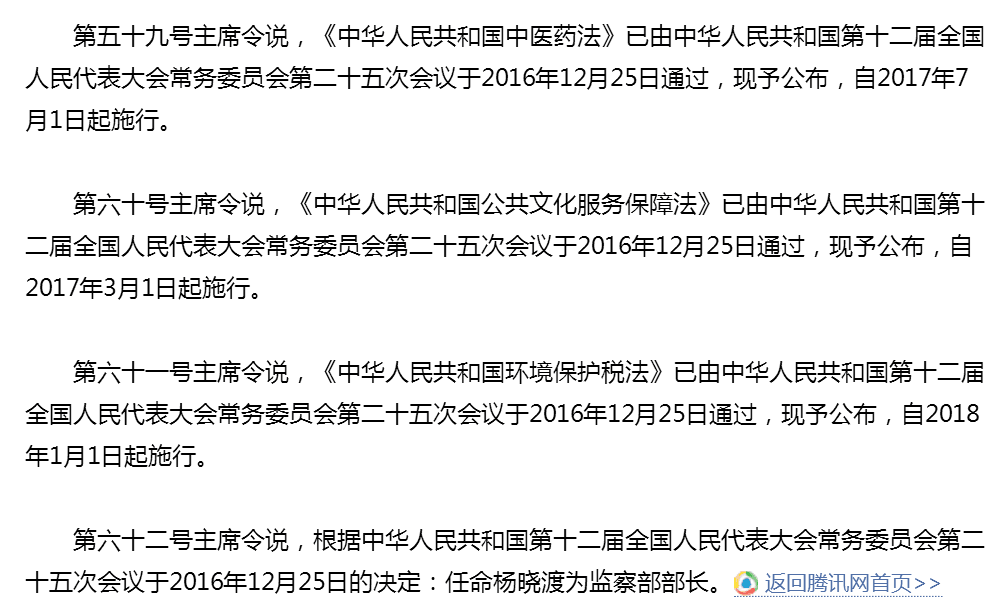 第五十九号主席令说，《中华人民共和国中医药法》已由中华人民共和国第十二届全国
人民代表大会常务委员会第二十五次会议于2016年12月25日通过，现予公布，自2017年7
月1日起施行。
第六十号主席令说，《中华人民共和国公共文化服务保障法》已由中华人民共和国第十
二届全国人民代表大会常务委员会第二十五次会议于2016年12月25日通过，现予公布，自
2017年3月1日起施行。
第六十一号主席令说，《中华人民共和国环境保护税法》已由中华人民共和国第十二届
全国人民代表大会常务委员会第二十五次会议于2016年12月25日通过，现予公布，自2018
年1月1日起施行。
第六十二号主席令说，根据中华人民共和国第十二届全国人民代表大会常务委员会第二
十五次会议于2016年12月25日的决定：任命杨晓渡为监察部部长。返回腾讯网首页>>